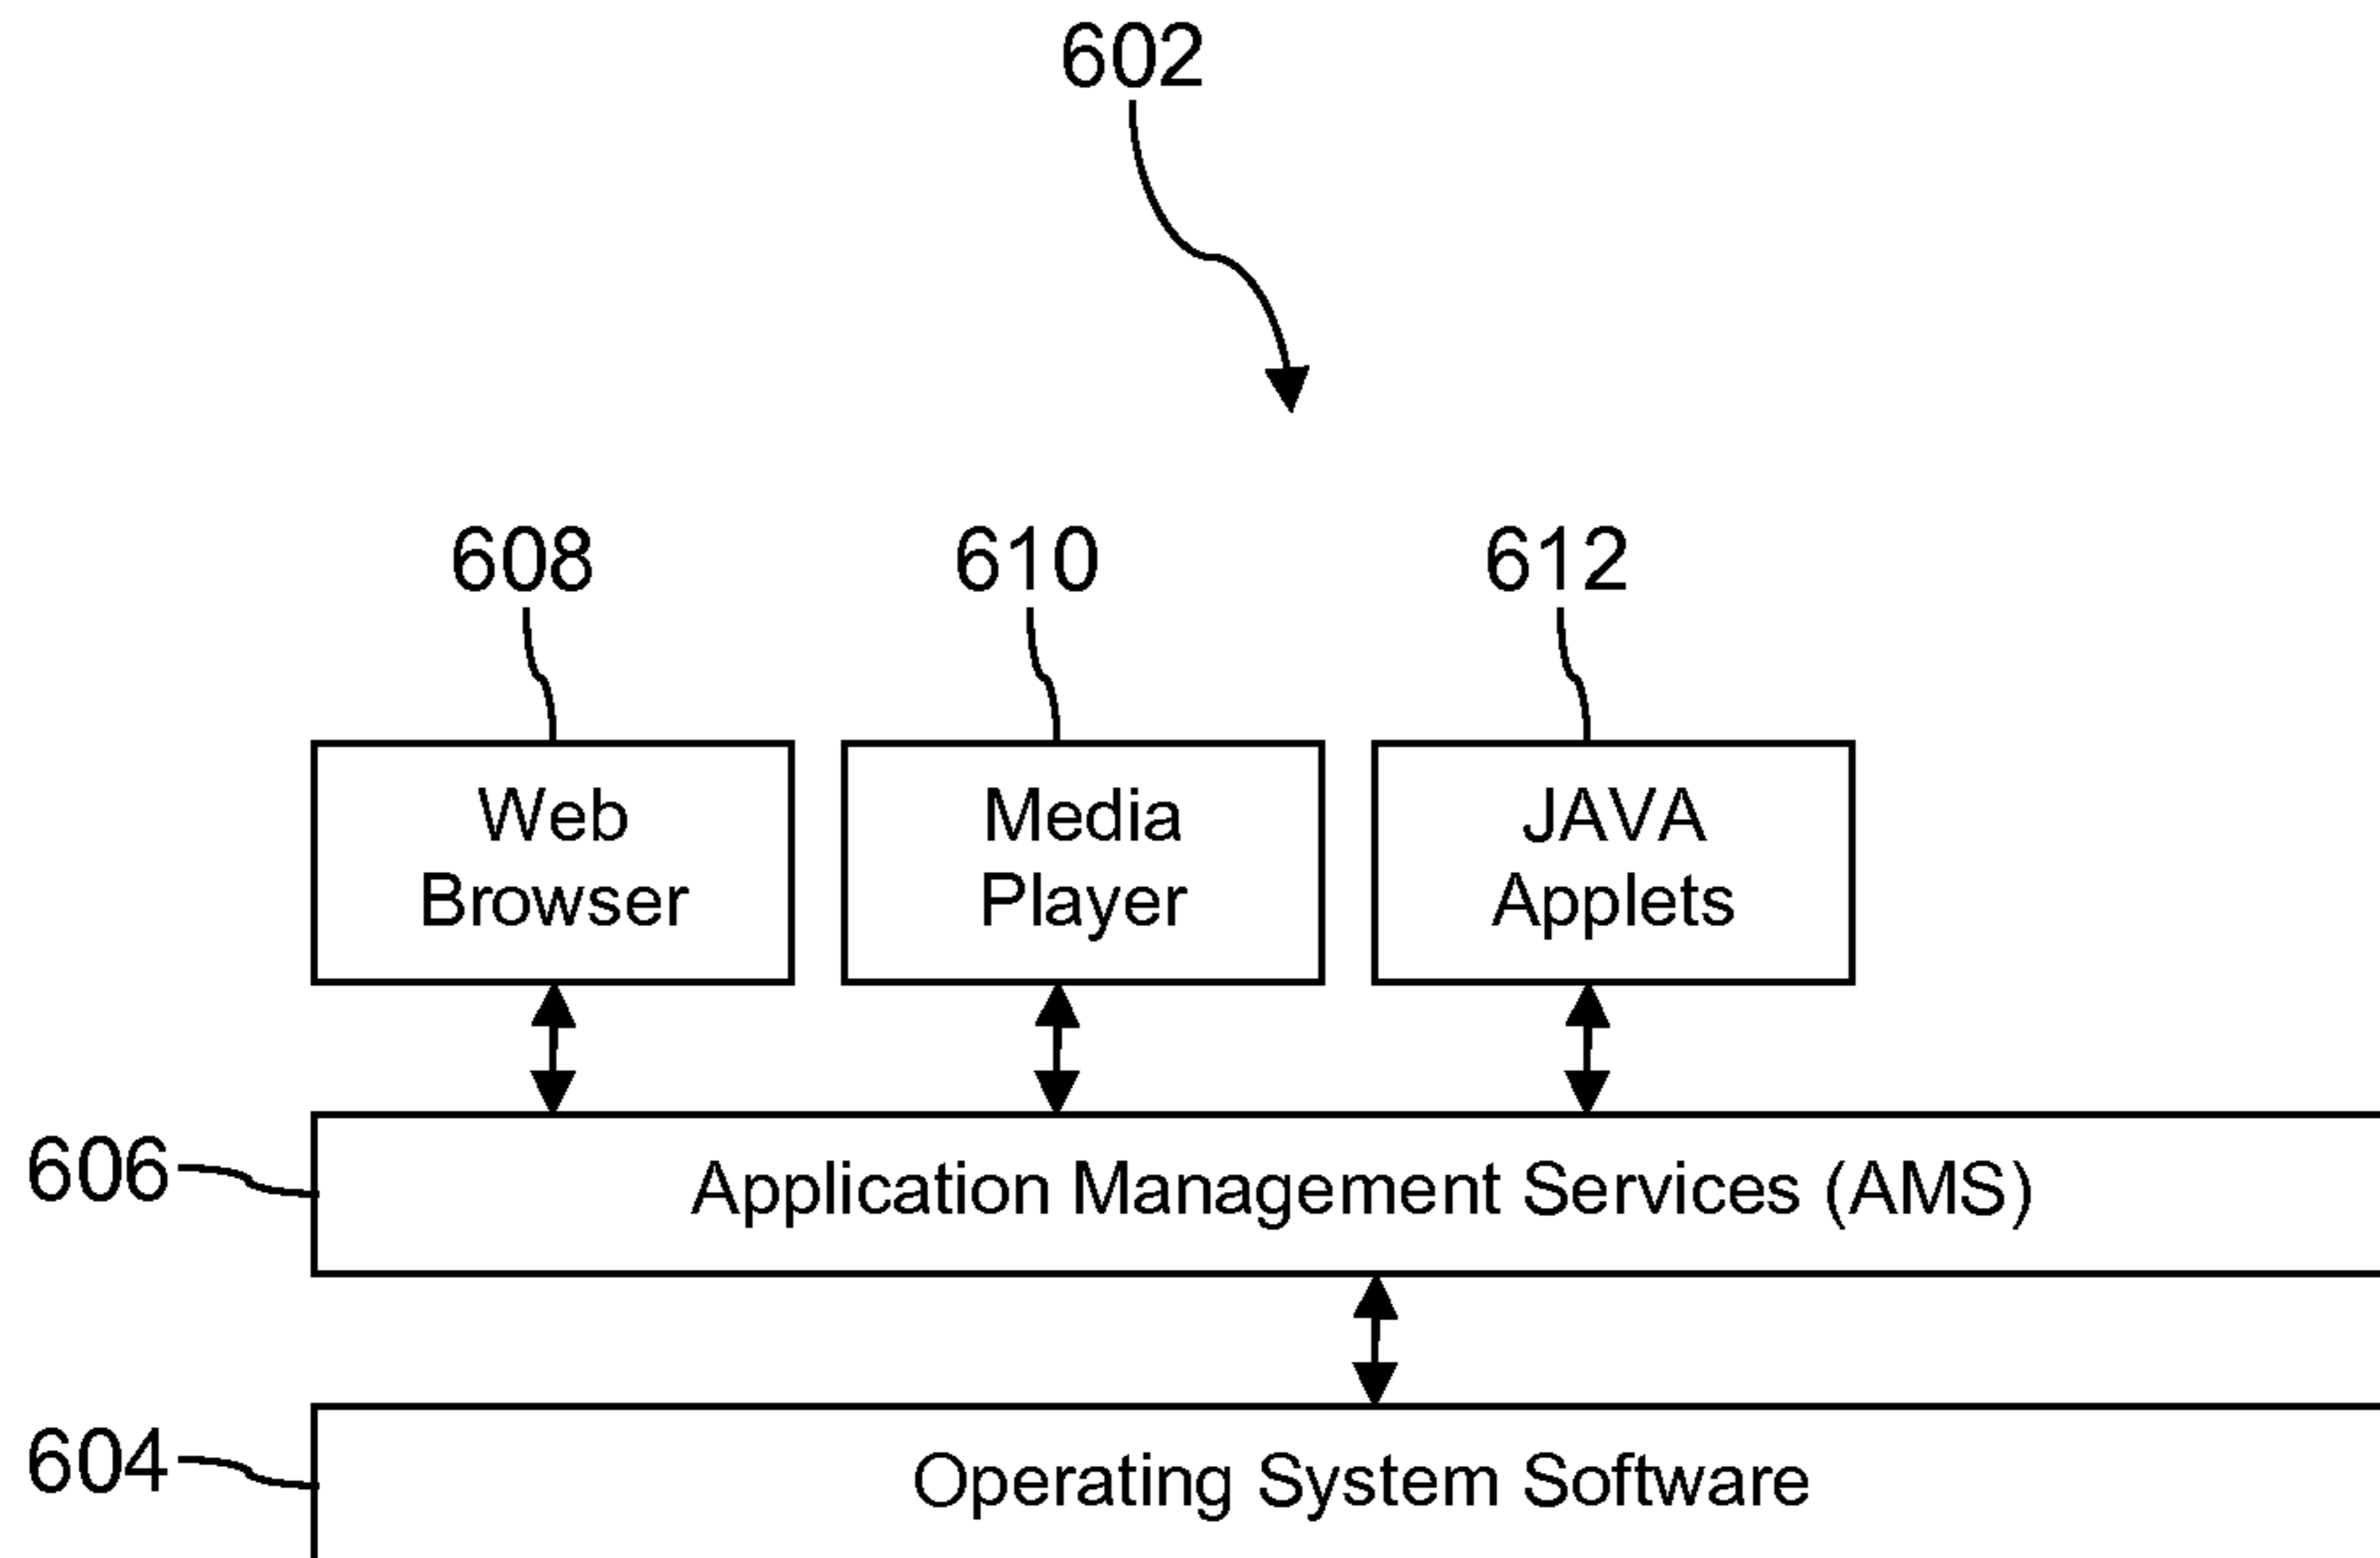 602
608
610
612
Web
Browser
Media
Player
JAVA
Applets
606
Application Management Services (AMS)
604
Operating System Software